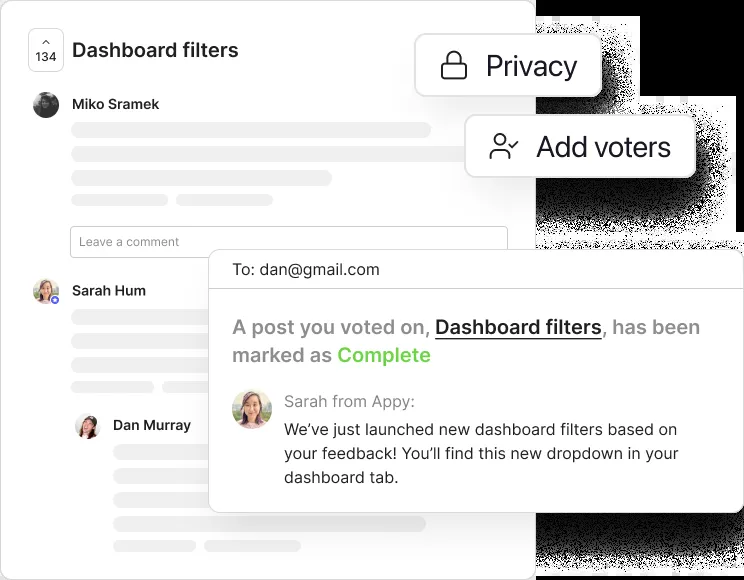 134
Dashboard filters
Privacy
Miko Sramek
Add voters
Leave a comment
To: dan@gmail.com
Sarah Hum
A post you voted on, Dashboard filters, has been
marked as Complete
Sarah from Appy:
We’ve just launched new dashboard filters based on
your feedback! You’ll find this new dropdown in your
dashboard tab.
Dan Murray